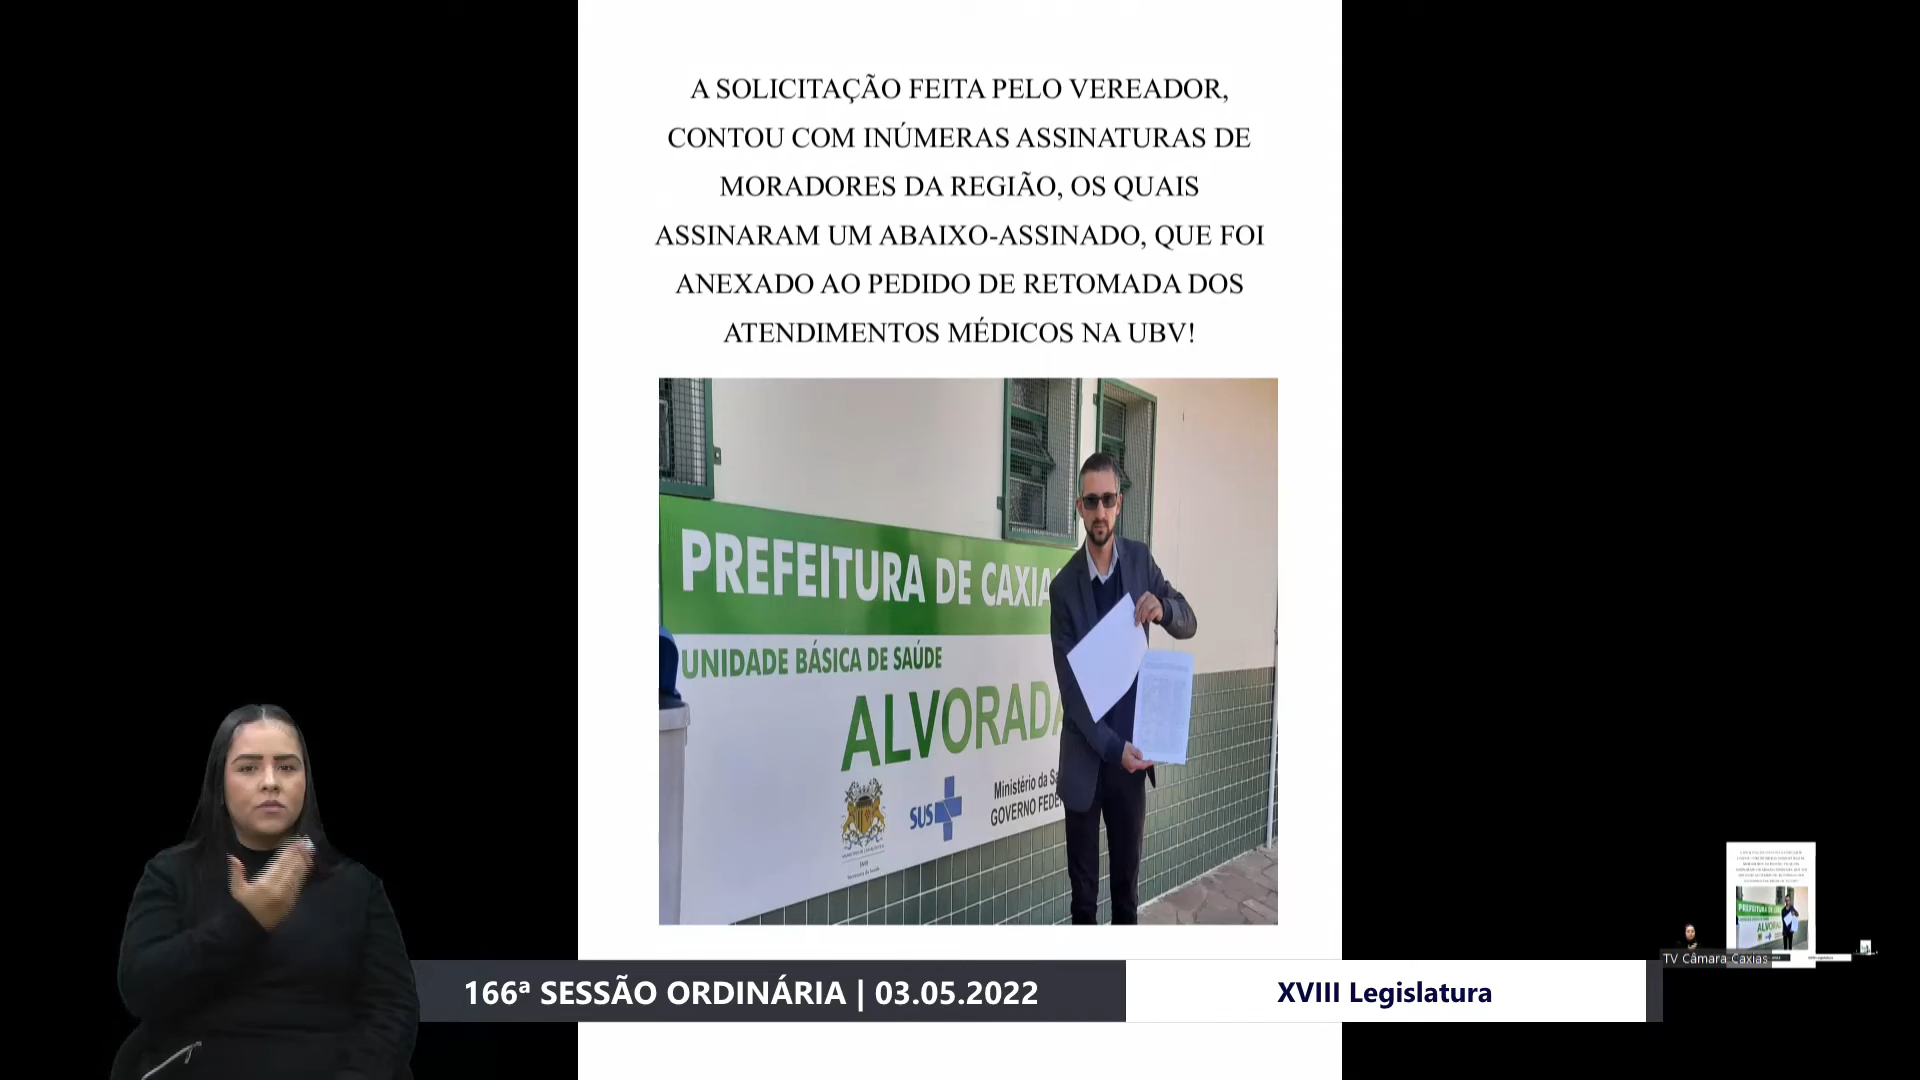 A SOLICITAÇÃO FEITA PELO VEREADOR,
CONTOU COM INÚMERAS ASSINATURAS DE
MORADORES DA REGIÃO, OS QUAIS
ASSINARAM UM ABAIXO-ASSINADO, QUE FOI
ANEXADO AO PEDIDO DE RETOMADA DOS
ATENDIMENTOS MÉDICOS NA UBV!
PREFEITURA DE CAXIAS
UNIDADE BÁSICA DE SAÚDE
ALVORADA
SUS
Ministério da Sa
GOVERNO FEDE
TV Câmara Caxias
166ª SESSÃO ORDINÁRIA | 03.05.2022
XVIII Legislatura